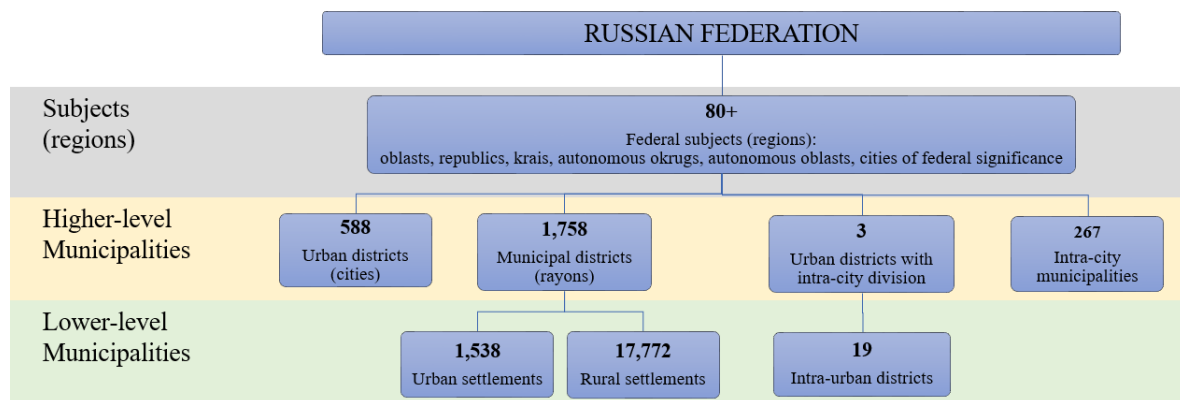 RUSSIAN FEDERATION
Subjects
(regions)
80+
Federal subjects (regions):
oblasts, republics, krais, autonomous okrugs, autonomous oblasts, cities of federal significance
Higher-level
Municipalities
588
Urban districts
(cities)
1,758
Municipal districts
(rayons)
3
Urban districts with
intra-city division
267
Intra-city
municipalities
Lower-level
Municipalities
1,538
Urban settlements
17,772
Rural settlements
19
Intra-urban districts